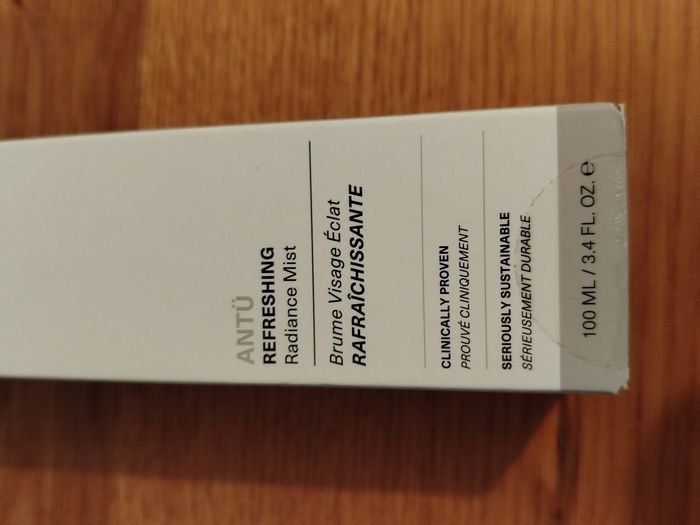 ANTÜ
REFRESHING
Radiance Mist
Brume Visage Éclat
RAFRAÎCHISSANTE
CLINICALLY PROVEN
PROUVÉ CLINIQUEMENT
SERIOUSLY SUSTAINABLE
SÉRIEUSEMENT DURABLE
100 ML / 3.4 FL. OZ. ℮